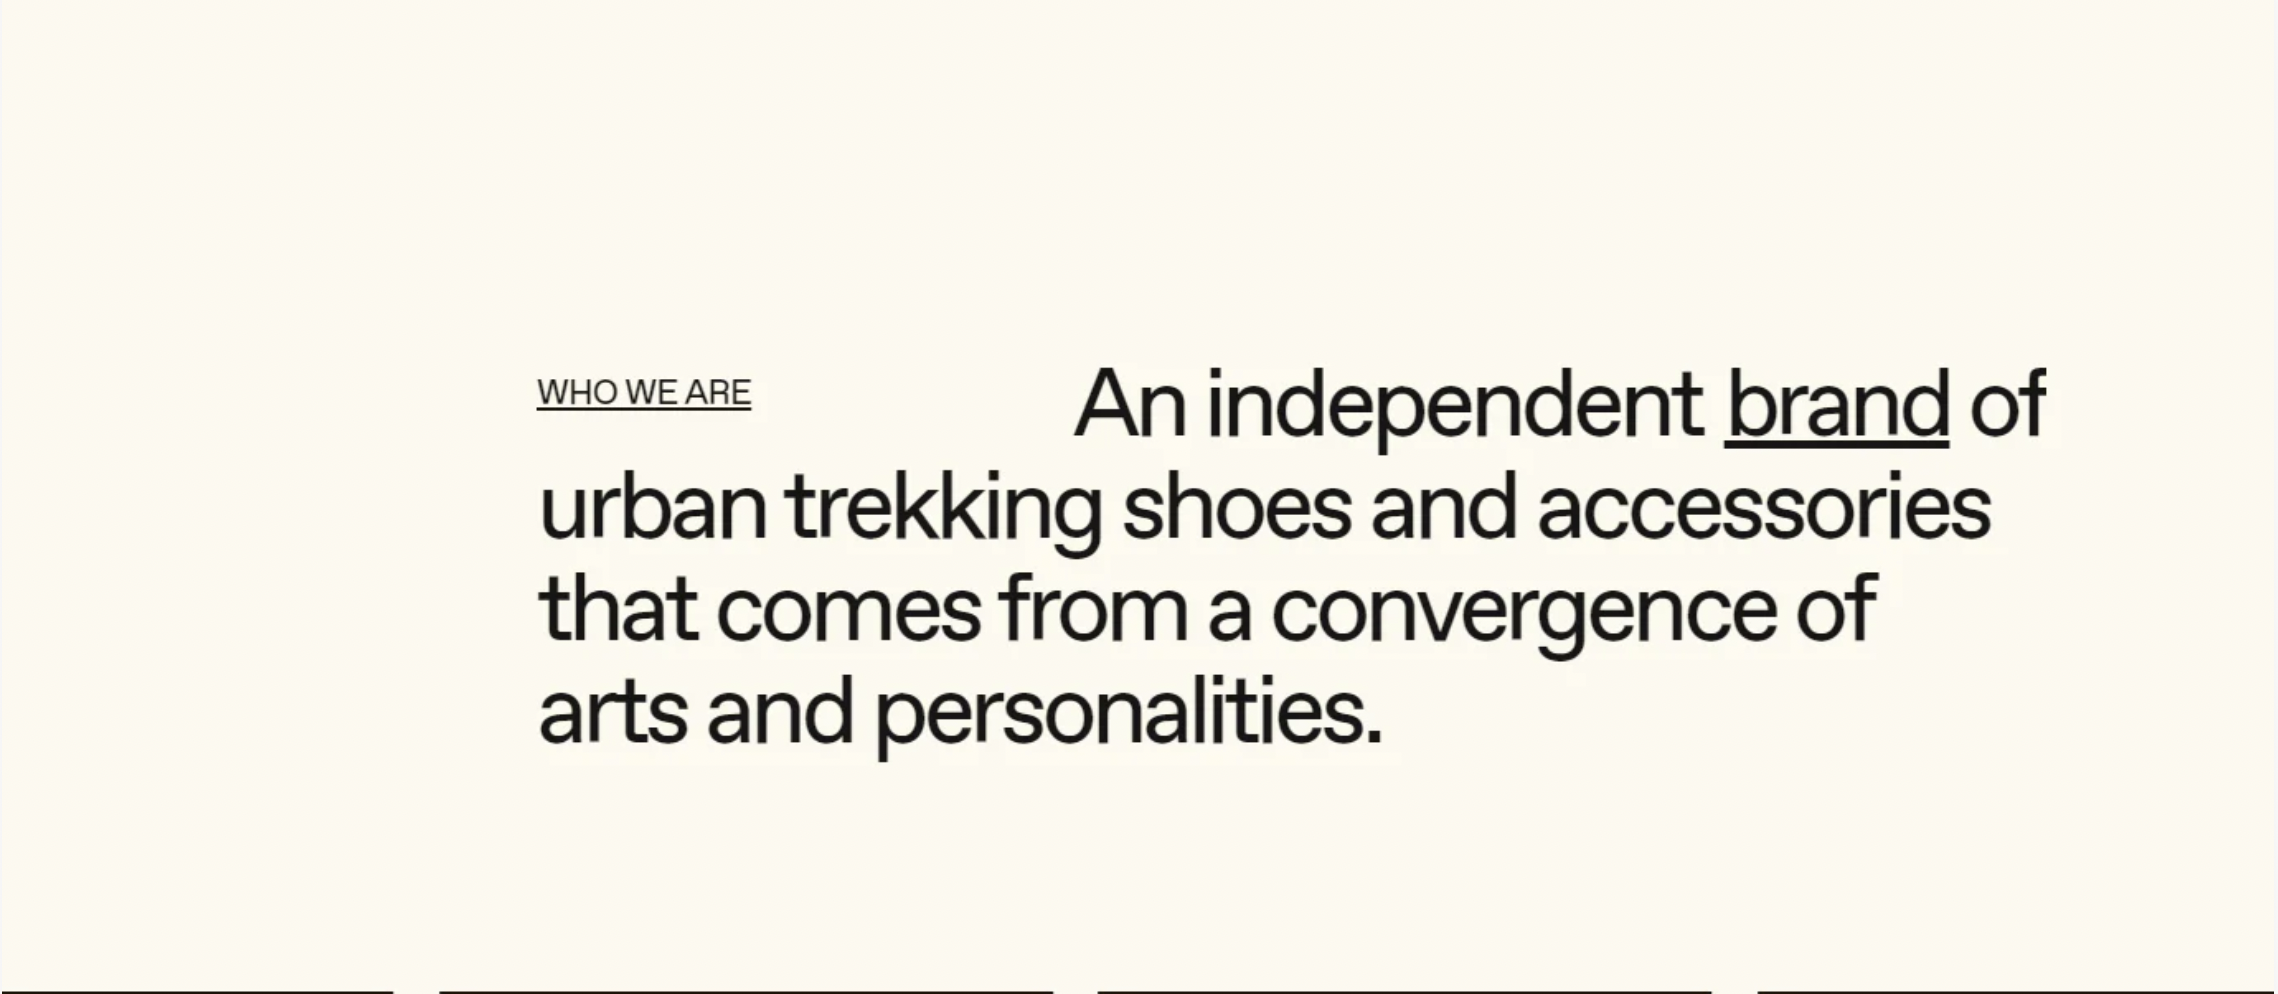 WHO WE ARE
An independent brand of
urban trekking shoes and accessories
that comes from a convergence of
arts and personalities.